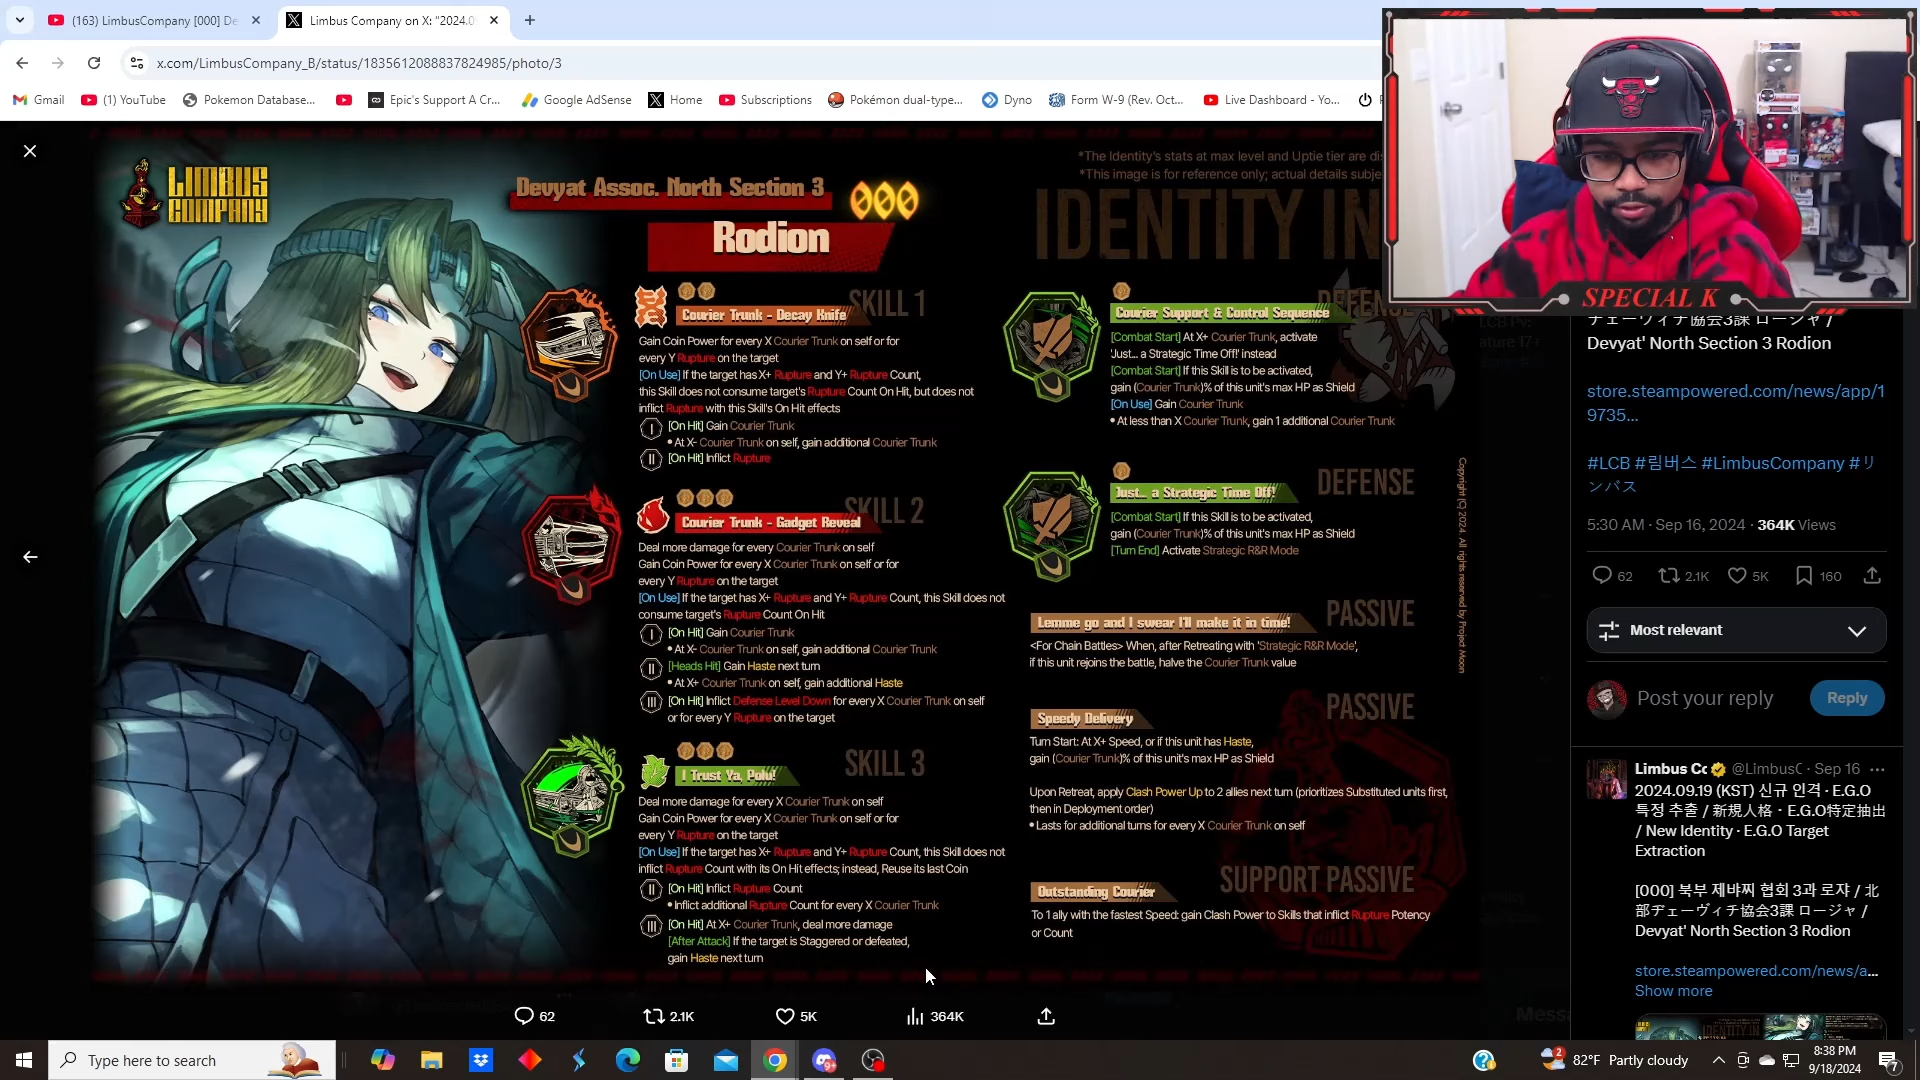 (163) LimbusCompany [000] De
Limbus Company on X: "2024.0
x.com/LimbusCompany_B/status/1835612088837824985/photo/3
Gmail
(1) YouTube
Pokemon Database...
Epic's Support A Cr...
Google AdSense
Home
Subscriptions
Pokémon dual-type...
Dyno
Form W-9 (Rev. Oct...
Live Dashboard - Yo...
LIMBUS
COMPANY
Devyat Assoc. North Section 3
000
Rodion
SKILL 1
Courier Trunk - Decay Knife
Gain Coin Power for every X Courier Trunk on self or for
every Y Rupture on the target
[On Use] If the target has X+ Rupture and Y+ Rupture Count,
this Skill does not consume target's Rupture Count On Hit, but does not
inflict Rupture with this Skill's On Hit effects
I [On Hit] Gain Courier Trunk
• At X- Courier Trunk on self, gain additional Courier Trunk
II [On Hit] Inflict Rupture
SKILL 2
Courier Trunk - Gadget Reveal
Deal more damage for every Courier Trunk on self
Gain Coin Power for every X Courier Trunk on self or for
every Y Rupture on the target
[On Use] If the target has X+ Rupture and Y+ Rupture Count, this Skill does not
consume target's Rupture Count On Hit
I [On Hit] Gain Courier Trunk
• At X- Courier Trunk on self, gain additional Courier Trunk
II [Heads Hit] Gain Haste next turn
• At X+ Courier Trunk on self, gain additional Haste
III [On Hit] Inflict Defense Level Down for every X Courier Trunk on self
or for every Y Rupture on the target
SKILL 3
I Trust Ya, Polu!
Deal more damage for every X Courier Trunk on self
Gain Coin Power for every X Courier Trunk on self or for
every Y Rupture on the target
[On Use] If the target has X+ Rupture and Y+ Rupture Count, this Skill does not
inflict Rupture Count with its On Hit effects; instead, Reuse its last Coin
II [On Hit] Inflict Rupture Count
• Inflict additional Rupture Count for every X Courier Trunk
III [On Hit] At X+ Courier Trunk, deal more damage
[After Attack] If the target is Staggered or defeated,
gain Haste next turn
*The Identity's stats at max level and Uptie tier are dis
*This image is for reference only; actual details subje
IDENTITY IN
DEFENSE
Courier Support & Control Sequence
[Combat Start] At X+ Courier Trunk, activate
'Just... a Strategic Time Off!' instead
[Combat Start] If this Skill is to be activated,
gain (Courier Trunk)% of this unit's max HP as Shield
[On Use] Gain Courier Trunk
• At less than X Courier Trunk, gain 1 additional Courier Trunk
DEFENSE
Just... a Strategic Time Off!
[Combat Start] If this Skill is to be activated,
gain (Courier Trunk)% of this unit's max HP as Shield
[Turn End] Activate Strategic R&R Mode
PASSIVE
Lemme go and I swear I'll make it in time!
<For Chain Battles> When, after Retreating with 'Strategic R&R Mode',
if this unit rejoins the battle, halve the Courier Trunk value
PASSIVE
Speedy Delivery
Turn Start: At X+ Speed, or if this unit has Haste,
gain (Courier Trunk)% of this unit's max HP as Shield
Upon Retreat, apply Clash Power Up to 2 allies next turn (prioritizes Substituted units first,
then in Deployment order)
• Lasts for additional turns for every X Courier Trunk on self
SUPPORT PASSIVE
Outstanding Courier
To 1 ally with the fastest Speed: gain Clash Power to Skills that inflict Rupture Potency
or Count
Copyright (C) 2024. All rights reserved by Project Moon
62
2.1K
5K
364K
SPECIAL K
デェーヴィチ協会3課 ロージャ /
Devyat' North Section 3 Rodion
store.steampowered.com/news/app/1
9735...
#LCB #림버스 #LimbusCompany #リ
ンバス
5:30 AM · Sep 16, 2024 · 364K Views
62
2.1K
5K
160
Most relevant
Post your reply
Reply
Limbus Cc @LimbusC · Sep 16
2024.09.19 (KST) 신규 인격 · E.G.O
특정 추출 / 新規人格・E.G.O特定抽出
/ New Identity · E.G.O Target
Extraction
[000] 북부 제뱌찌 협회 3과 로쟈 / 北
部デェーヴィチ協会3課 ロージャ /
Devyat' North Section 3 Rodion
store.steampowered.com/news/a...
Show more
Type here to search
82°F Partly cloudy
8:38 PM
9/18/2024